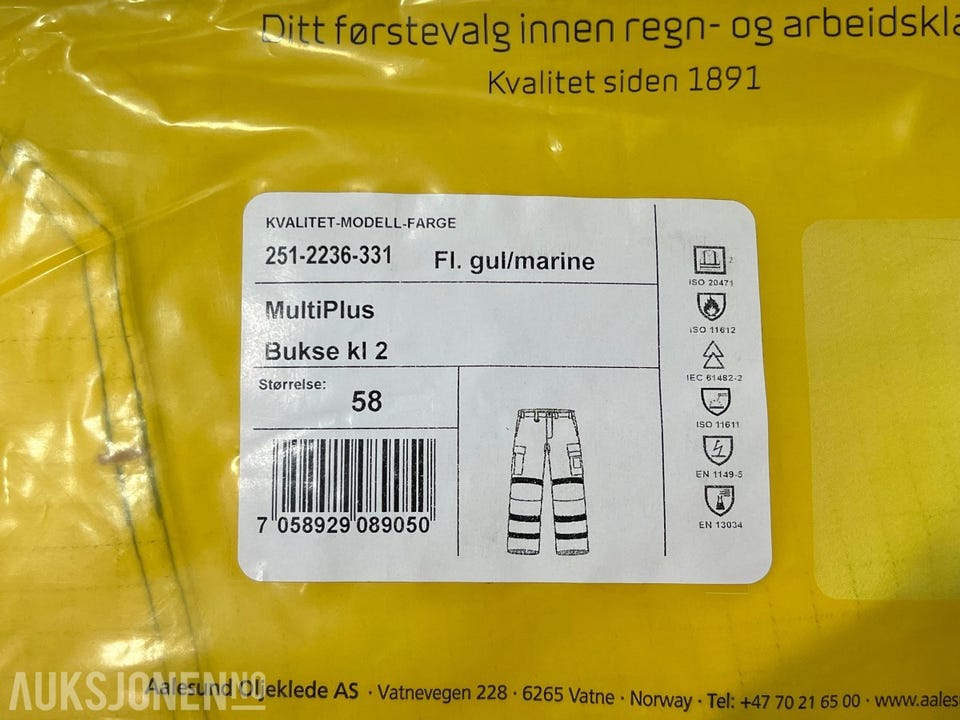 Ditt førstevalg innen regn- og arbeidskla
Kvalitet siden 1891
KVALITET-MODELL-FARGE
251-2236-331 Fl. gul/marine
MultiPlus
Bukse kl 2
Størrelse:
58
7 058929 089050
2
ISO 20471
ISO 11612
IEC 61482-2
ISO 11611
EN 1149-5
EN 13034
Aalesund Oljeklede AS · Vatnevegen 228 · 6265 Vatne · Norway · Tel: +47 70 21 65 00 · www.aales
AUKSJONEN.NO